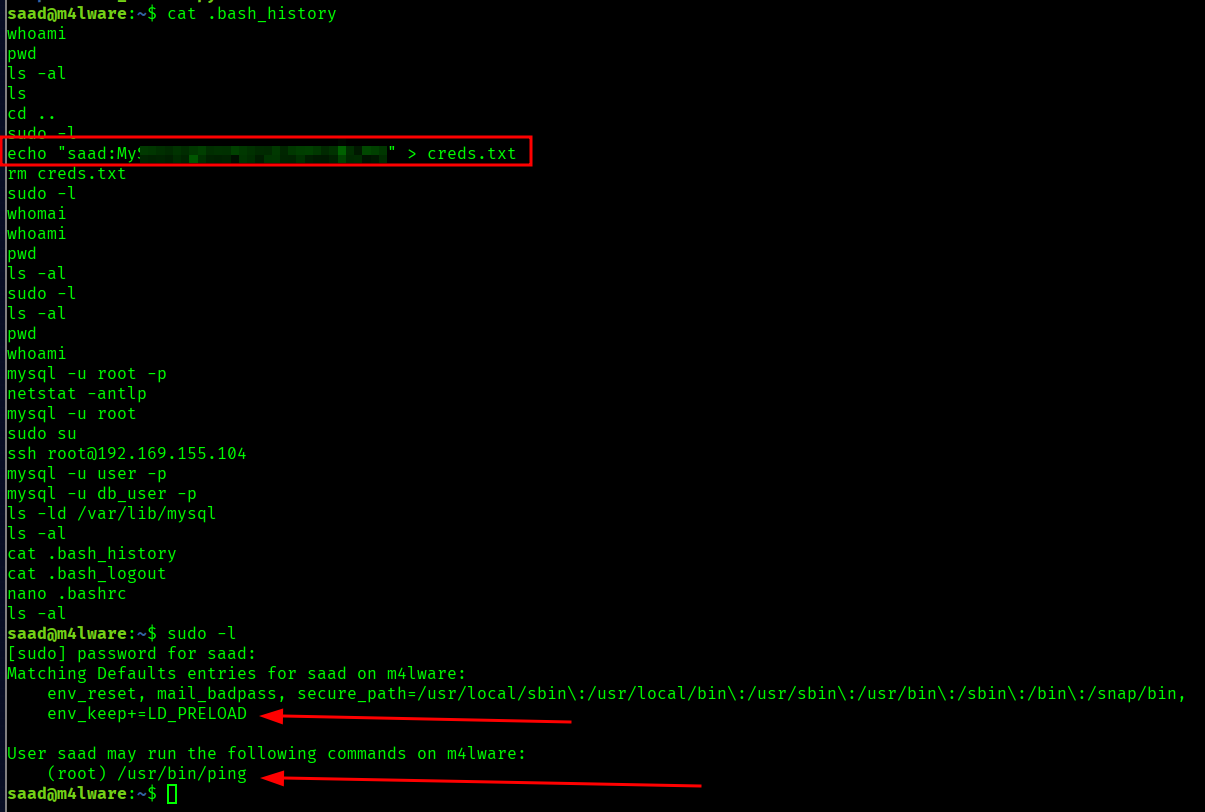 saad@m4lware:~$ cat .bash_history
whoami
pwd
ls -al
ls
cd ..
sudo -l
echo "saad:My " > creds.txt
rm creds.txt
sudo -l
whomai
whoami
pwd
ls -al
sudo -l
ls -al
pwd
whoami
mysql -u root -p
netstat -antlp
mysql -u root
sudo su
ssh root@192.169.155.104
mysql -u user -p
mysql -u db_user -p
ls -ld /var/lib/mysql
ls -al
cat .bash_history
cat .bash_logout
nano .bashrc
ls -al
saad@m4lware:~$ sudo -l
[sudo] password for saad:
Matching Defaults entries for saad on m4lware:
    env_reset, mail_badpass, secure_path=/usr/local/sbin\:/usr/local/bin\:/usr/sbin\:/usr/bin\:/sbin\:/bin\:/snap/bin,
    env_keep+=LD_PRELOAD
User saad may run the following commands on m4lware:
    (root) /usr/bin/ping
saad@m4lware:~$